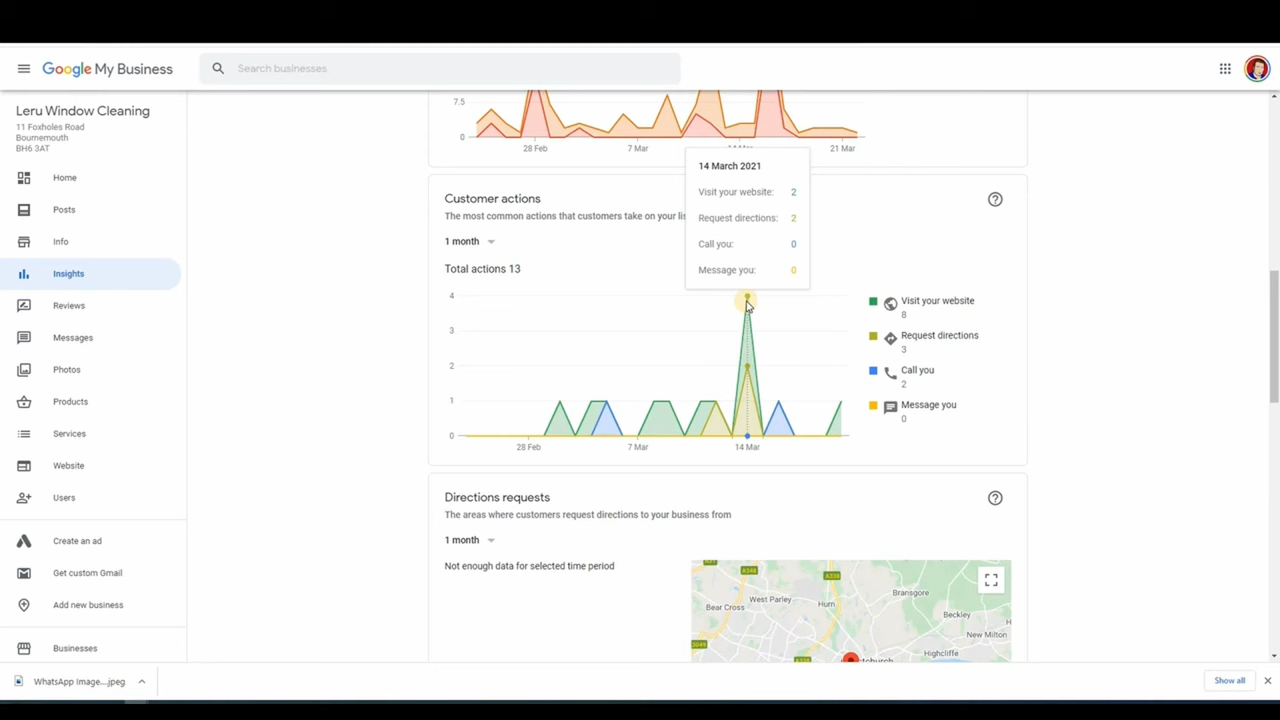 Google My Business
Search businesses
Leru Window Cleaning
11 Foxholes Road
Bournemouth
BH6 3AT
Home
Posts
Info
Insights
Reviews
Messages
Photos
Products
Services
Website
Users
Create an ad
Get custom Gmail
Add new business
Businesses
7.5
0
28 Feb
7 Mar
14 Mar
21 Mar
14 March 2021
Visit your website: 2
Request directions: 2
Call you: 0
Message you: 0
Customer actions
The most common actions that customers take on your lis
1 month
Total actions 13
4
3
2
1
0
28 Feb
7 Mar
14 Mar
Visit your website
8
Request directions
3
Call you
2
Message you
0
Directions requests
The areas where customers request directions to your business from
1 month
Not enough data for selected time period
A31
A348
A338
Bransgore
West Parley
Hurn
Bear Cross
Beckley
New Milton
A349
Highcliffe
tchurch
WhatsApp Image....jpeg
Show all